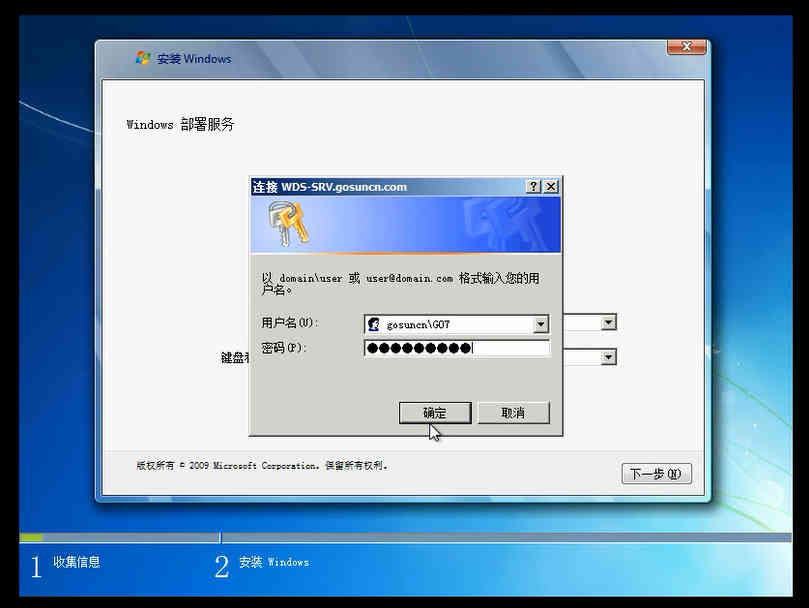 安装 Windows
Windows 部署服务
连接 WDS-SRV.gosuncn.com
以 domain\user 或 user@domain.com 格式输入您的用
户名。
用户名(U): gosuncn\G07
密码(P): ●●●●●●●●●
键盘
确定 取消
版权所有 © 2009 Microsoft Corporation。保留所有权利。
下一步(N)
1 收集信息 2 安装 Windows